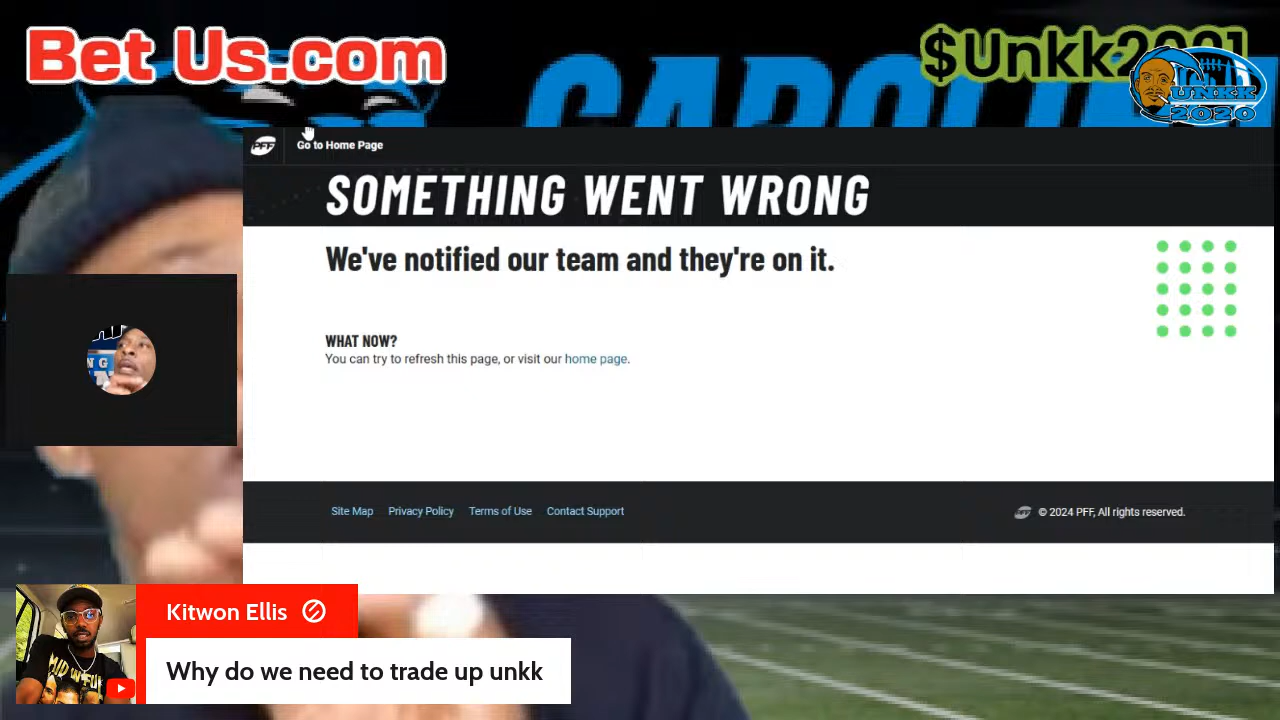 Bet Us.com
$Unkk2021
UNKK
2020
CAROLIN
PFF
Go to Home Page
SOMETHING WENT WRONG
We've notified our team and they're on it.
WHAT NOW?
You can try to refresh this page, or visit our home page.
Site Map Privacy Policy Terms of Use Contact Support
© 2024 PFF, All rights reserved.
Kitwon Ellis
Why do we need to trade up unkk